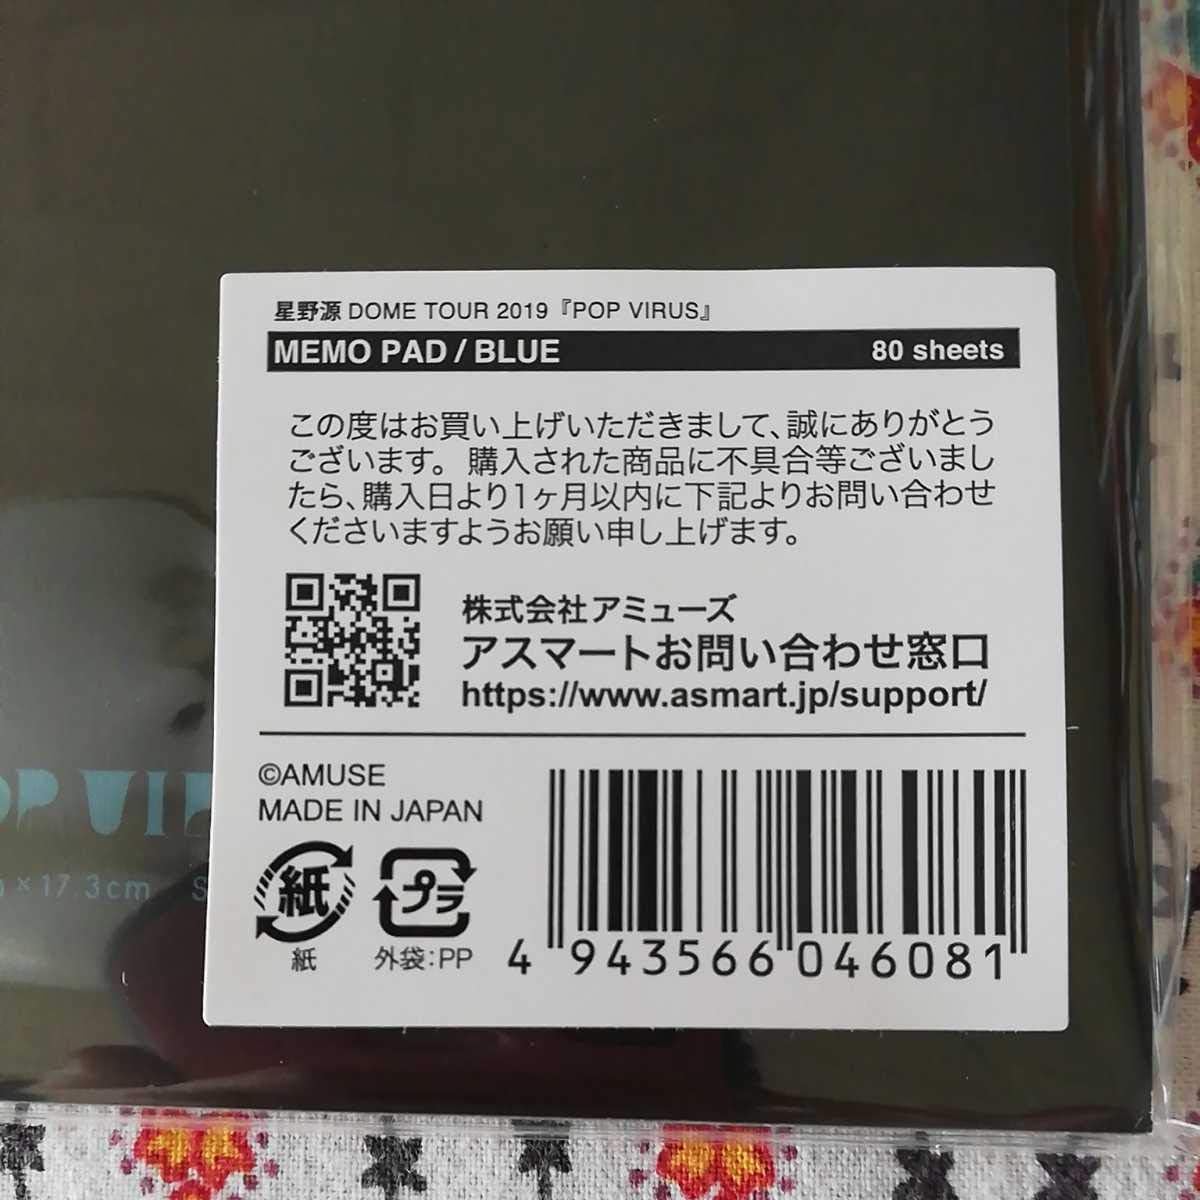 星野源 DOME TOUR 2019『POP VIRUS』
MEMO PAD / BLUE 80 sheets
この度はお買い上げいただきまして、誠にありがとう
ございます。購入された商品に不具合等ございまし
たら、購入日より1ヶ月以内に下記よりお問い合わせ
くださいますようお願い申し上げます。
株式会社アミューズ
アスマートお問い合わせ窓口
https://www.asmart.jp/support/
©AMUSE
MADE IN JAPAN
紙
プラ
紙
外袋:PP
4 943566 046081
× 17.3cm